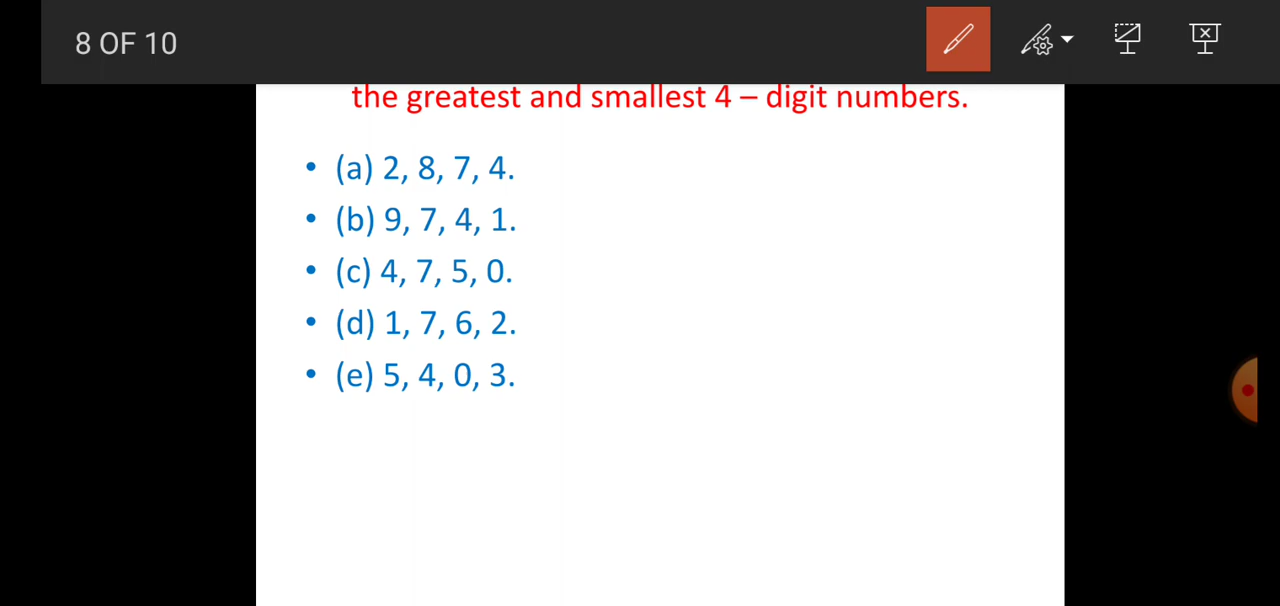 8 OF 10
the greatest and smallest 4 – digit numbers.
• (a) 2, 8, 7, 4.
• (b) 9, 7, 4, 1.
• (c) 4, 7, 5, 0.
• (d) 1, 7, 6, 2.
• (e) 5, 4, 0, 3.